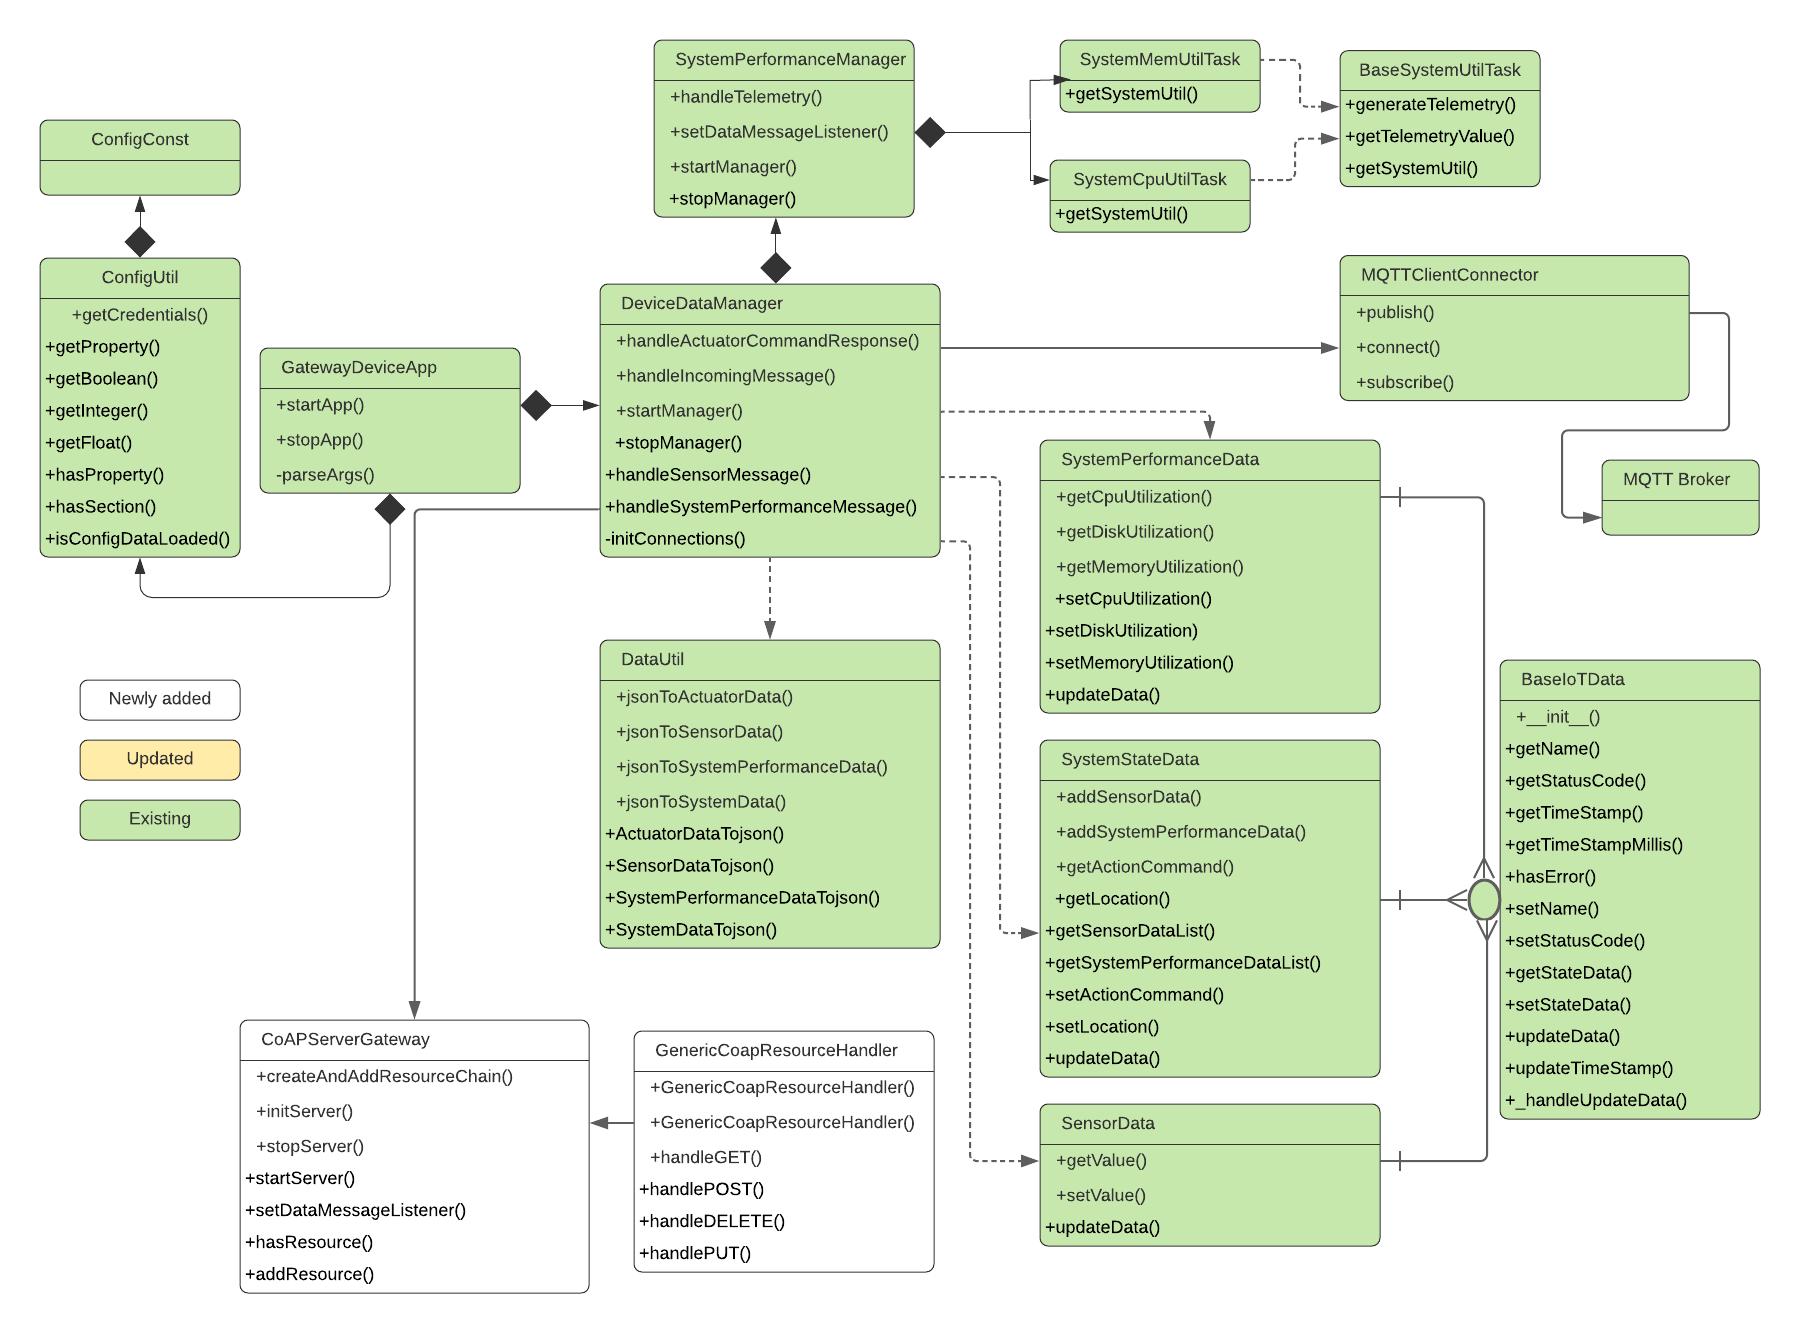 SystemPerformanceManager
+handleTelemetry()
+setDataMessageListener()
+startManager()
+stopManager()
SystemMemUtilTask
+getSystemUtil()
BaseSystemUtilTask
+generateTelemetry()
+getTelemetryValue()
+getSystemUtil()
SystemCpuUtilTask
+getSystemUtil()
ConfigConst
ConfigUtil
+getCredentials()
+getProperty()
+getBoolean()
+getInteger()
+getFloat()
+hasProperty()
+hasSection()
+isConfigDataLoaded()
GatewayDeviceApp
+startApp()
+stopApp()
-parseArgs()
DeviceDataManager
+handleActuatorCommandResponse()
+handleIncomingMessage()
+startManager()
+stopManager()
+handleSensorMessage()
+handleSystemPerformanceMessage()
-initConnections()
MQTTClientConnector
+publish()
+connect()
+subscribe()
MQTT Broker
SystemPerformanceData
+getCpuUtilization()
+getDiskUtilization()
+getMemoryUtilization()
+setCpuUtilization()
+setDiskUtilization)
+setMemoryUtilization()
+updateData()
Newly added
Updated
Existing
DataUtil
+jsonToActuatorData()
+jsonToSensorData()
+jsonToSystemPerformanceData()
+jsonToSystemData()
+ActuatorDataTojson()
+SensorDataTojson()
+SystemPerformanceDataTojson()
+SystemDataTojson()
SystemStateData
+addSensorData()
+addSystemPerformanceData()
+getActionCommand()
+getLocation()
+getSensorDataList()
+getSystemPerformanceDataList()
+setActionCommand()
+setLocation()
+updateData()
BaseIoTData
+__init__()
+getName()
+getStatusCode()
+getTimeStamp()
+getTimeStampMillis()
+hasError()
+setName()
+setStatusCode()
+getStateData()
+setStateData()
+updateData()
+updateTimeStamp()
+_handleUpdateData()
CoAPServerGateway
+createAndAddResourceChain()
+initServer()
+stopServer()
+startServer()
+setDataMessageListener()
+hasResource()
+addResource()
GenericCoapResourceHandler
+GenericCoapResourceHandler()
+GenericCoapResourceHandler()
+handleGET()
+handlePOST()
+handleDELETE()
+handlePUT()
SensorData
+getValue()
+setValue()
+updateData()